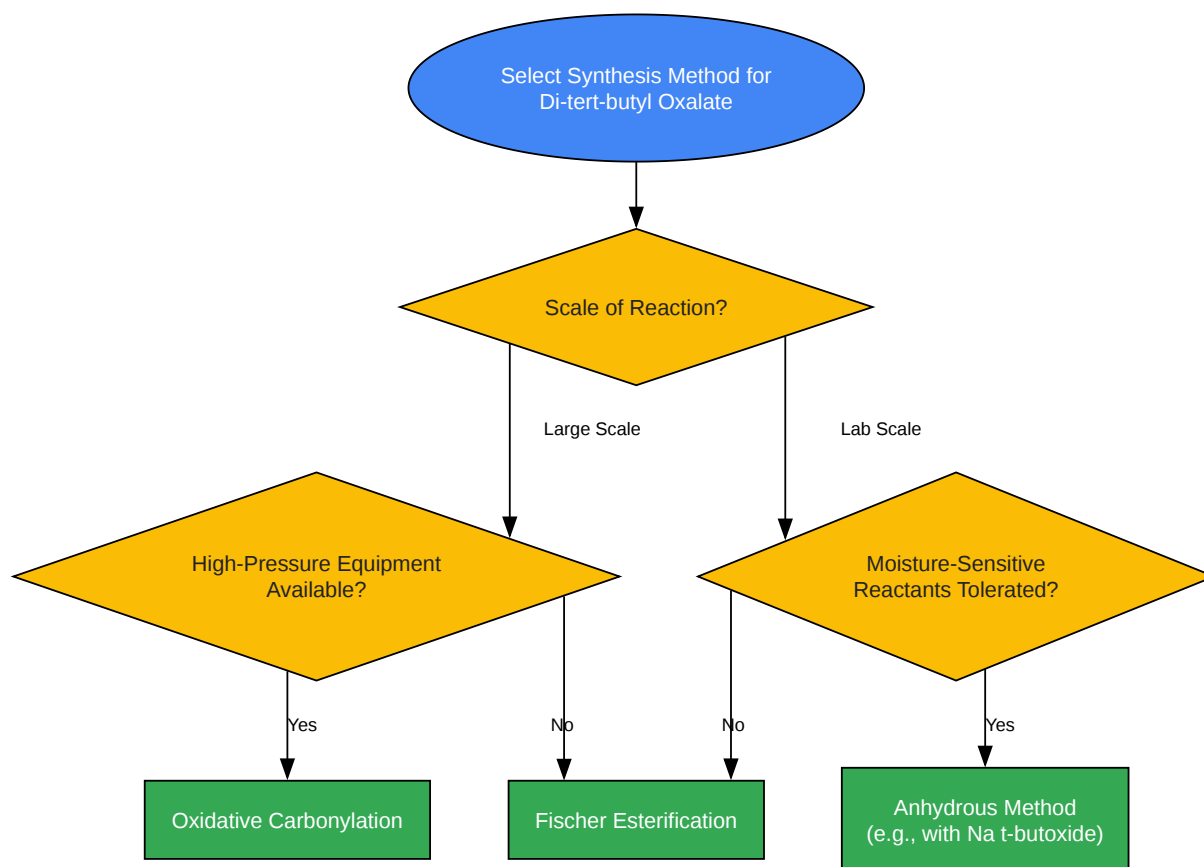 Select Synthesis Method for
Di-tert-butyl Oxalate
Scale of Reaction?
Large Scale
Lab Scale
High-Pressure Equipment
Available?
Moisture-Sensitive
Reactants Tolerated?
Yes
No
No
Yes
Oxidative Carbonylation
Fischer Esterification
Anhydrous Method
(e.g., with Na t-butoxide)